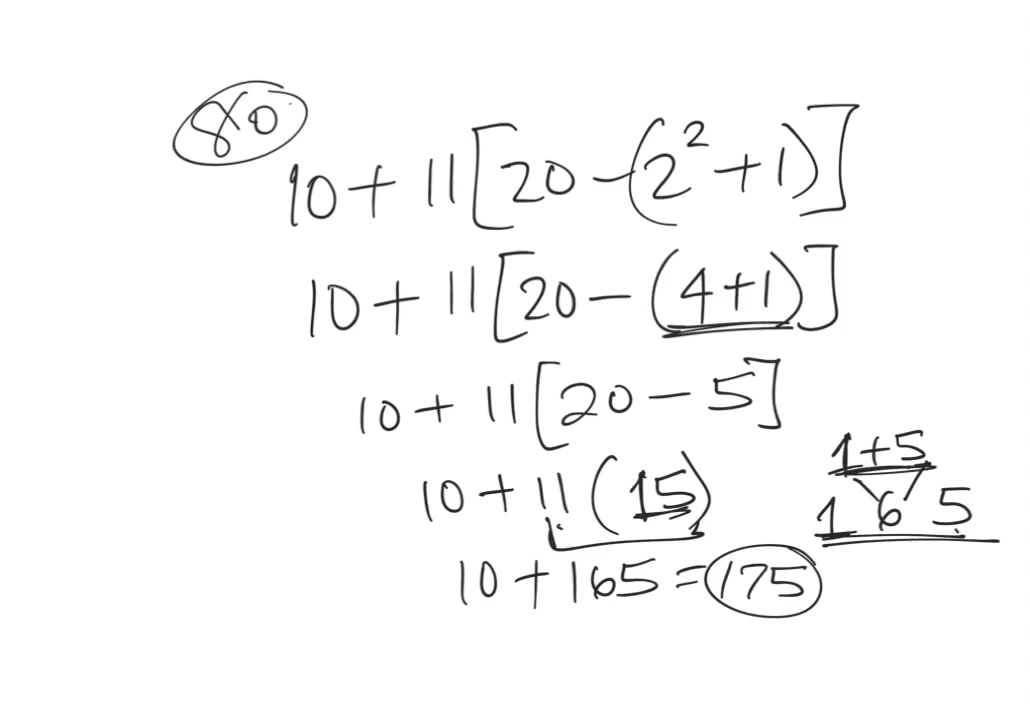 80
10 + 11[20 - (2² + 1)]
10 + 11[20 - (4+1)]
10 + 11[20 - 5]
1+5
10 + 11(15)
1 6 5
10 + 165 = 175